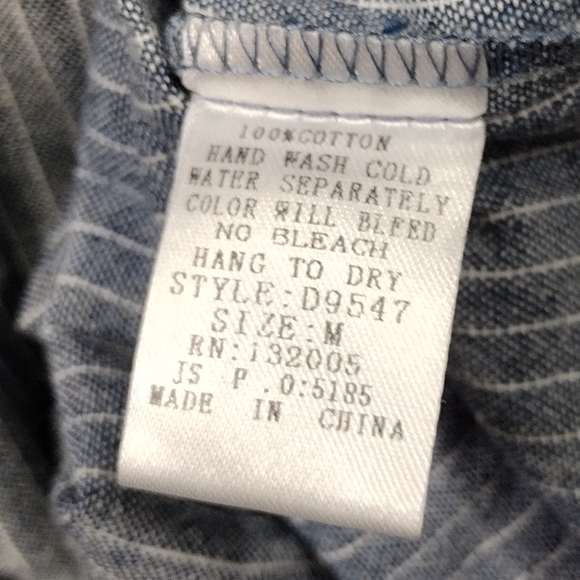 100%COTTON
HAND WASH COLD
WATER SEPARATELY
COLOR WILL BLEED
NO BLEACH
HANG TO DRY
STYLE:D9547
SIZE:M
RN:132005
JS P.O:5185
MADE IN CHINA